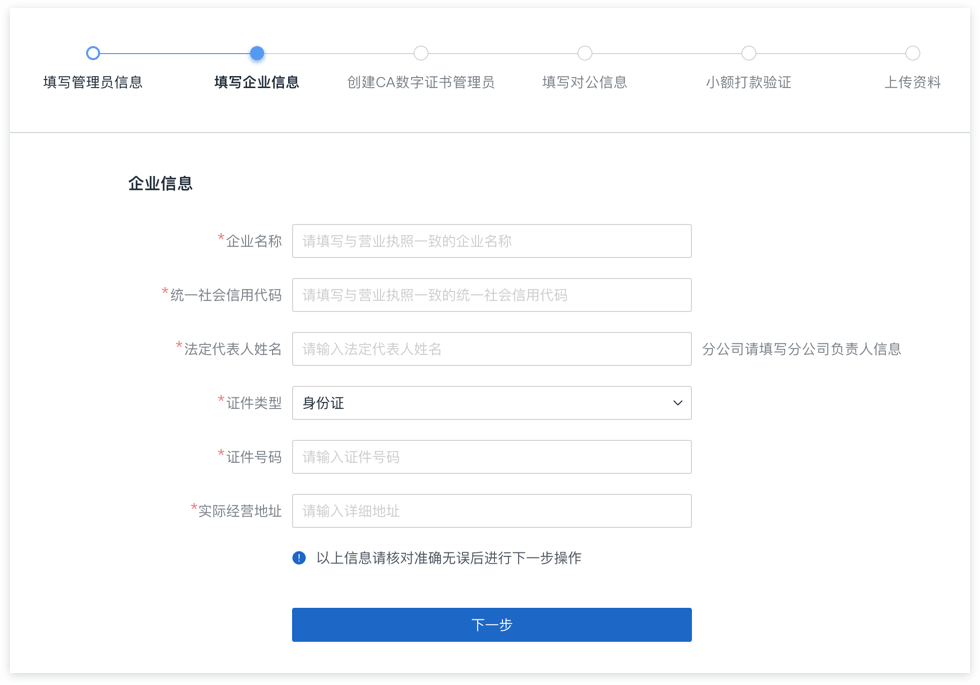 填写管理员信息 填写企业信息 创建CA数字证书管理员 填写对公信息 小额打款验证 上传资料
企业信息
*企业名称 请填写与营业执照一致的企业名称
*统一社会信用代码 请填写与营业执照一致的统一社会信用代码
*法定代表人姓名 请输入法定代表人姓名 分公司请填写分公司负责人信息
*证件类型 身份证
*证件号码 请输入证件号码
*实际经营地址 请输入详细地址
! 以上信息请核对准确无误后进行下一步操作
下一步